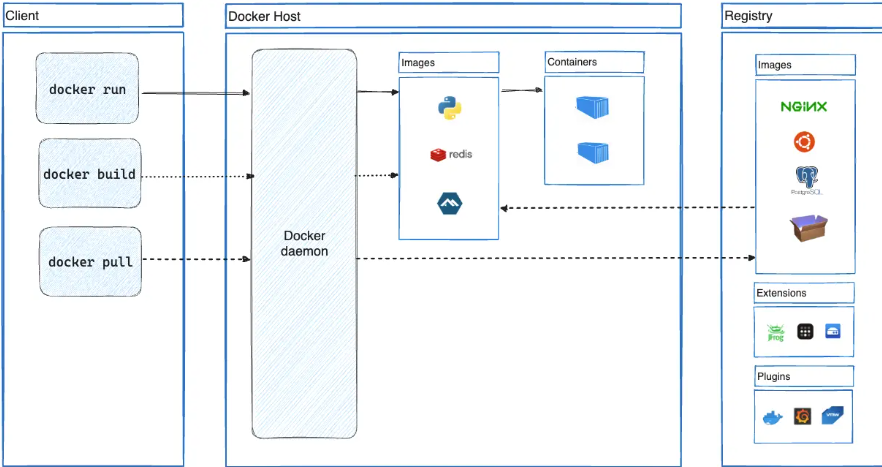 Client
Docker Host
Registry
docker run
docker build
docker pull
Docker
daemon
Images
redis
Containers
Images
NGINX
PostgreSQL
Extensions
jfrog
Plugins